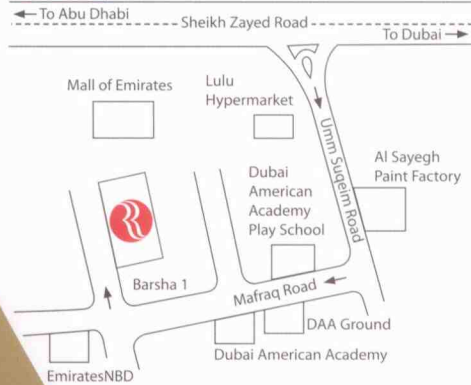 To Abu Dhabi
Sheikh Zayed Road
To Dubai
Mall of Emirates
Lulu
Hypermarket
Umm Suqeim Road
Al Sayegh
Paint Factory
Dubai
American
Academy
Play School
Barsha 1
Mafraq Road
DAA Ground
Dubai American Academy
EmiratesNBD